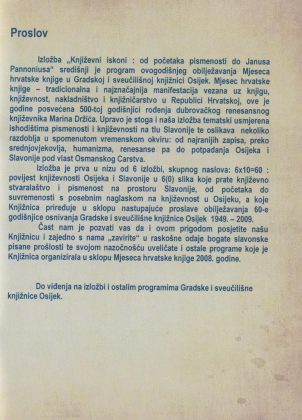 Proslov
Izložba „Književni iskoni : od početaka pismenosti do Janusa
Pannoniusa“ središnji je program ovogodišnjeg obilježavanja Mjeseca
hrvatske knjige u Gradskoj i sveučilišnoj knjižnici Osijek. Mjesec hrvatske
knjige – tradicionalna i najznačajnija manifestacija vezana uz knjigu,
književnost, nakladništvo i knjižničarstvo u Republici Hrvatskoj, ove je
godine posvećena 500-toj godišnjici rođenja dubrovačkog renesansnog
književnika Marina Držića. Upravo je stoga i naša izložba tematski usmjerena
ishodištima pismenosti i književnosti na tlu Slavonije te oslikava nekoliko
razdoblja u spomenutom vremenskom okviru: od najranijih zapisa, preko
srednjovjekovlja, humanizma, renesanse pa do potpadanja Osijeka i
Slavonije pod vlast Osmanskog Carstva.
Izložba je prva u nizu od 6 izložbi, skupnog naslova: 6x10=60 :
povijest književnosti Osijeka i Slavonije u 6(0) slika koje prate književno
stvaralaštvo i pismenost na prostoru Slavonije, od početaka do
suvremenosti s posebnim naglaskom na književnost u Osijeku, a koje
Knjižnica priređuje u sklopu nastupajuće proslave obilježavanja 60-e
godišnjice osnivanja Gradske i sveučilišne knjižnice Osijek 1949. – 2009.
Čast nam je pozvati vas da i ovom prigodom posjetite našu
Knjižnicu i zajedno s nama „zavirite“ u raskošne odaje bogate slavonske
pisane prošlosti te svojom nazočnošću uveličate i ostale programe koje je
Knjižnica organizirala u sklopu Mjeseca hrvatske knjige 2008. godine.
Do viđenja na izložbi i ostalim programima Gradske i sveučilišne
knjižnice Osijek.